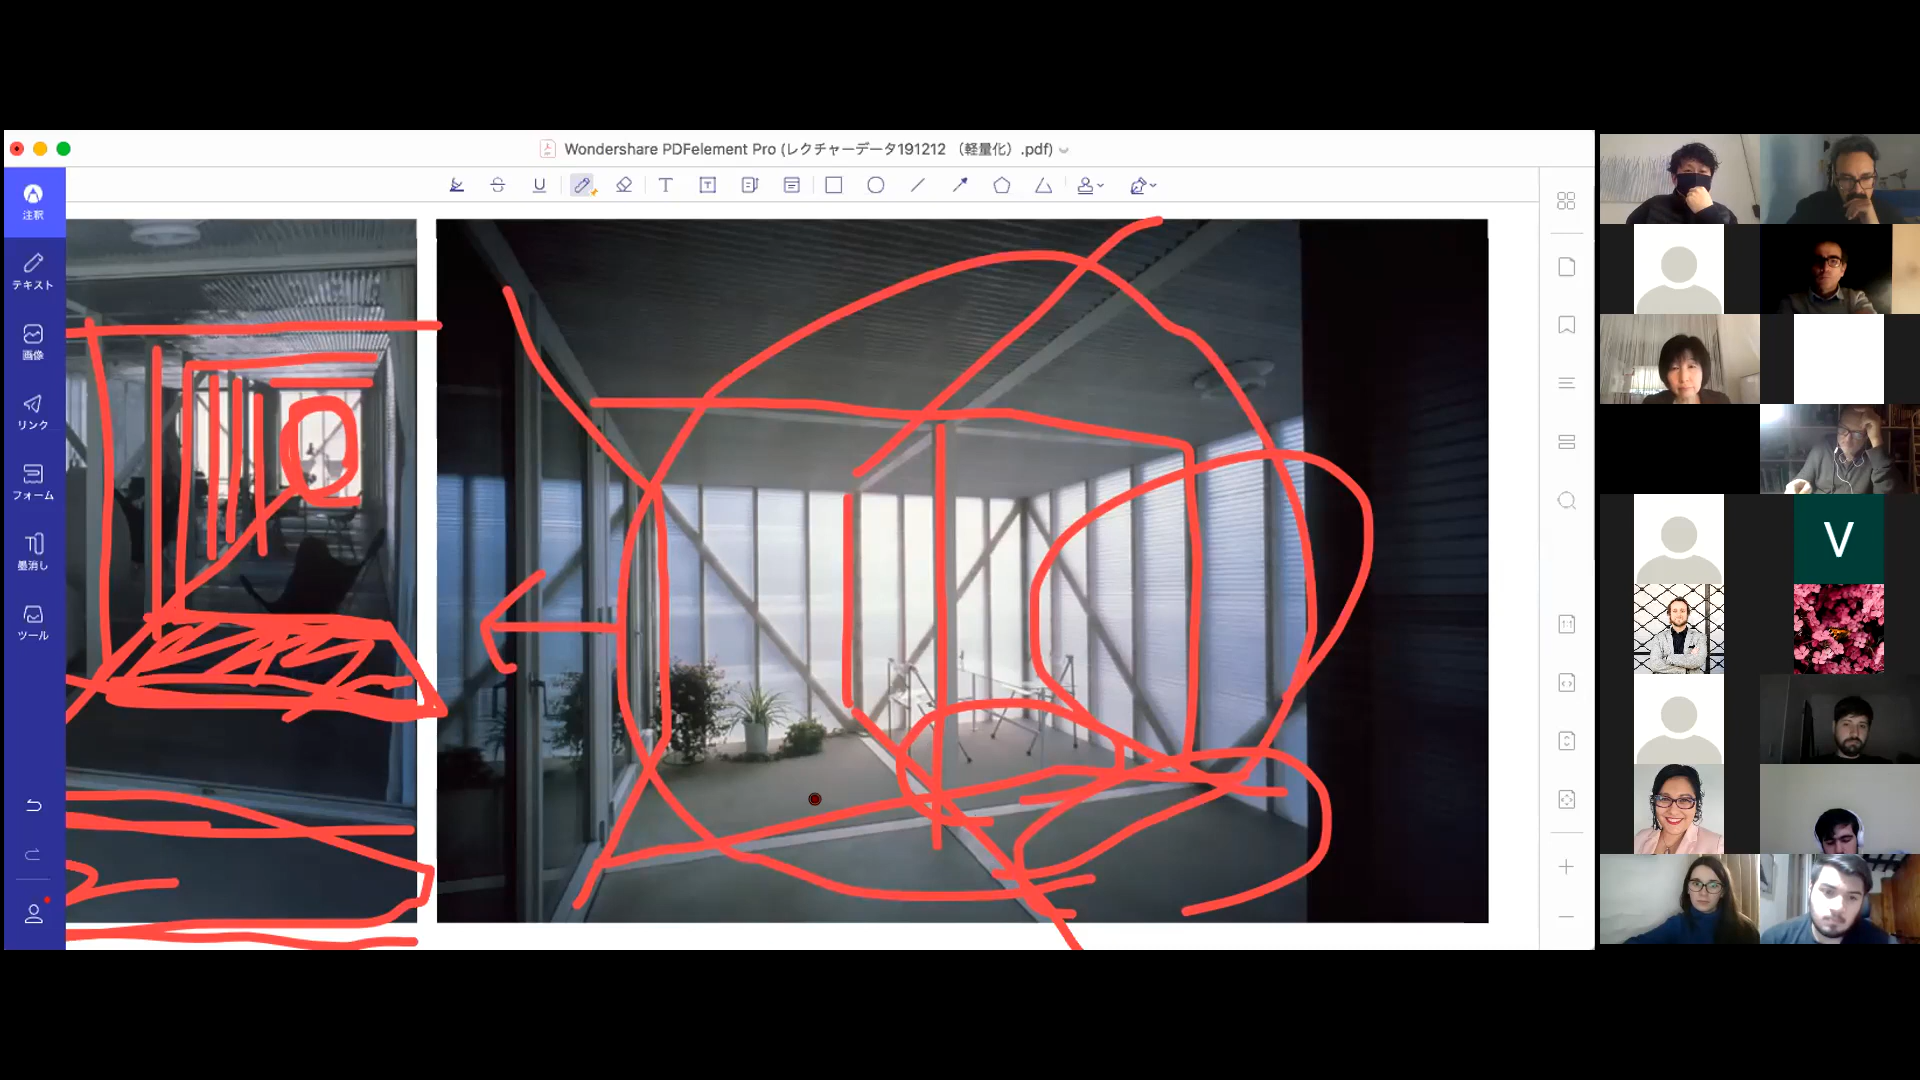 Wondershare PDFelement Pro (レクチャーデータ191212 （軽量化）.pdf)
注釈
テキスト
画像
リンク
フォーム
墨消し
ツール
V